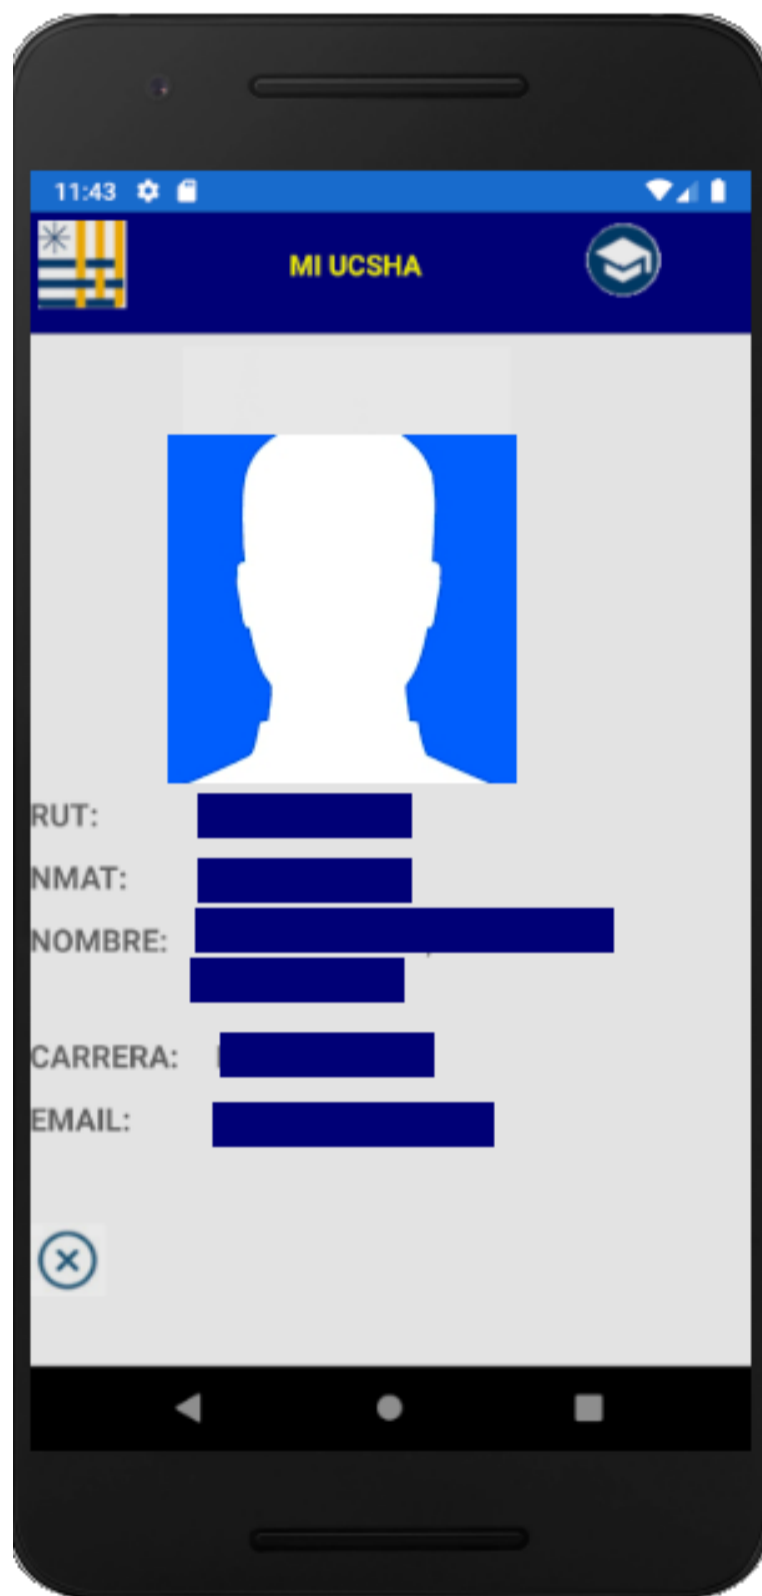 11:43
MI UCSHA
RUT:
NMAT:
NOMBRE:
CARRERA:
EMAIL: